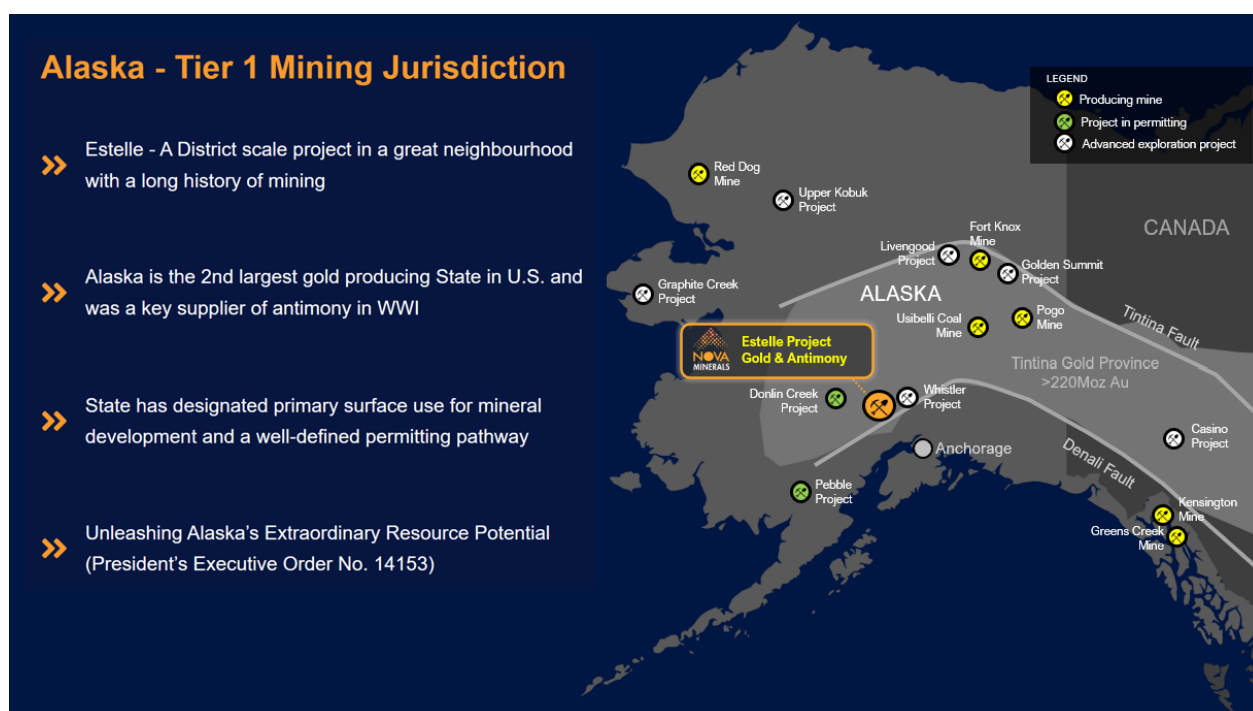 Alaska - Tier 1 Mining Jurisdiction
Estelle - A District scale project in a great neighbourhood
with a long history of mining
Alaska is the 2nd largest gold producing State in U.S. and
was a key supplier of antimony in WWI
State has designated primary surface use for mineral
development and a well-defined permitting pathway
Unleashing Alaska’s Extraordinary Resource Potential
(President’s Executive Order No. 14153)
LEGEND
Producing mine
Project in permitting
Advanced exploration project
Red Dog
Mine
Upper Kobuk
Project
CANADA
Fort Knox
Mine
Livengood
Project
Golden Summit
Project
Graphite Creek
Project
ALASKA
Usibelli Coal
Mine
Pogo
Mine
Tintina Fault
NOVA
MINERALS
Estelle Project
Gold & Antimony
Tintina Gold Province
>220Moz Au
Donlin Creek
Project
Whistler
Project
Casino
Project
Anchorage
Denali Fault
Pebble
Project
Kensington
Mine
Greens Creek
Mine